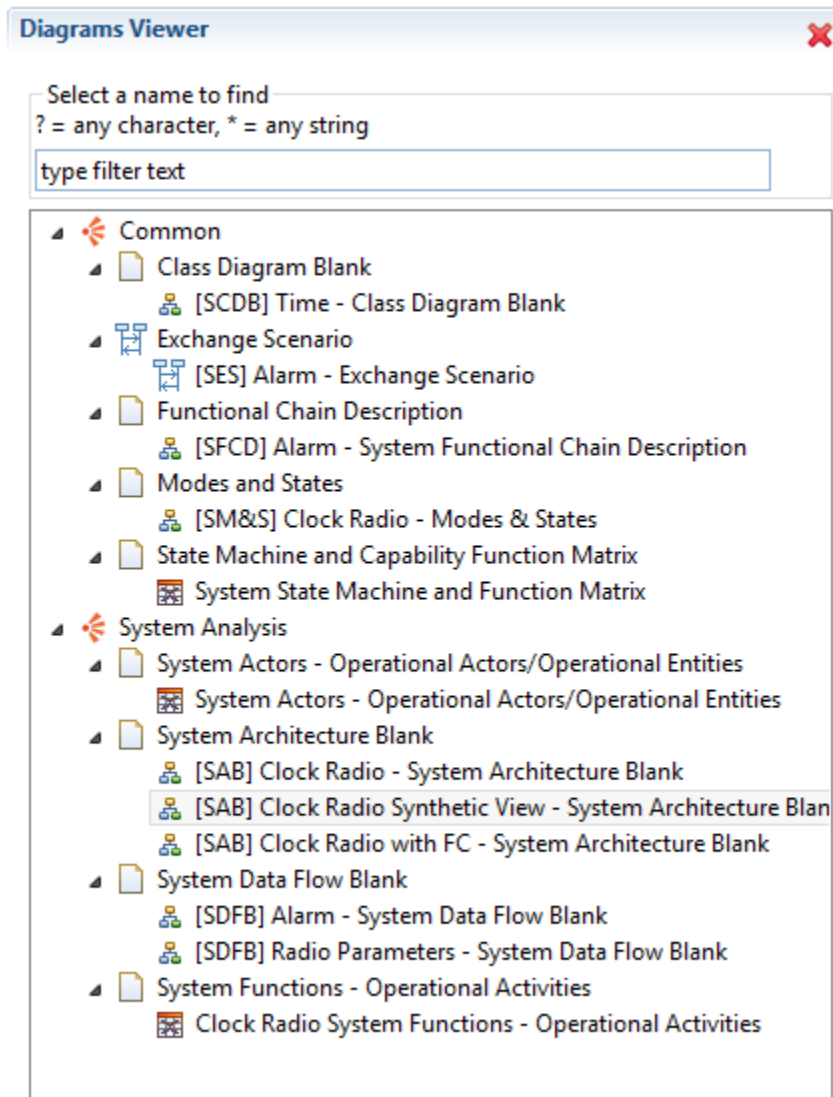 Diagrams Viewer
Select a name to find
? = any character, * = any string
type filter text
Common
Class Diagram Blank
[SCDB] Time - Class Diagram Blank
Exchange Scenario
[SES] Alarm - Exchange Scenario
Functional Chain Description
[SFCD] Alarm - System Functional Chain Description
Modes and States
[SM&S] Clock Radio - Modes & States
State Machine and Capability Function Matrix
System State Machine and Function Matrix
System Analysis
System Actors - Operational Actors/Operational Entities
System Actors - Operational Actors/Operational Entities
System Architecture Blank
[SAB] Clock Radio - System Architecture Blank
[SAB] Clock Radio Synthetic View - System Architecture Blan
[SAB] Clock Radio with FC - System Architecture Blank
System Data Flow Blank
[SDFB] Alarm - System Data Flow Blank
[SDFB] Radio Parameters - System Data Flow Blank
System Functions - Operational Activities
Clock Radio System Functions - Operational Activities